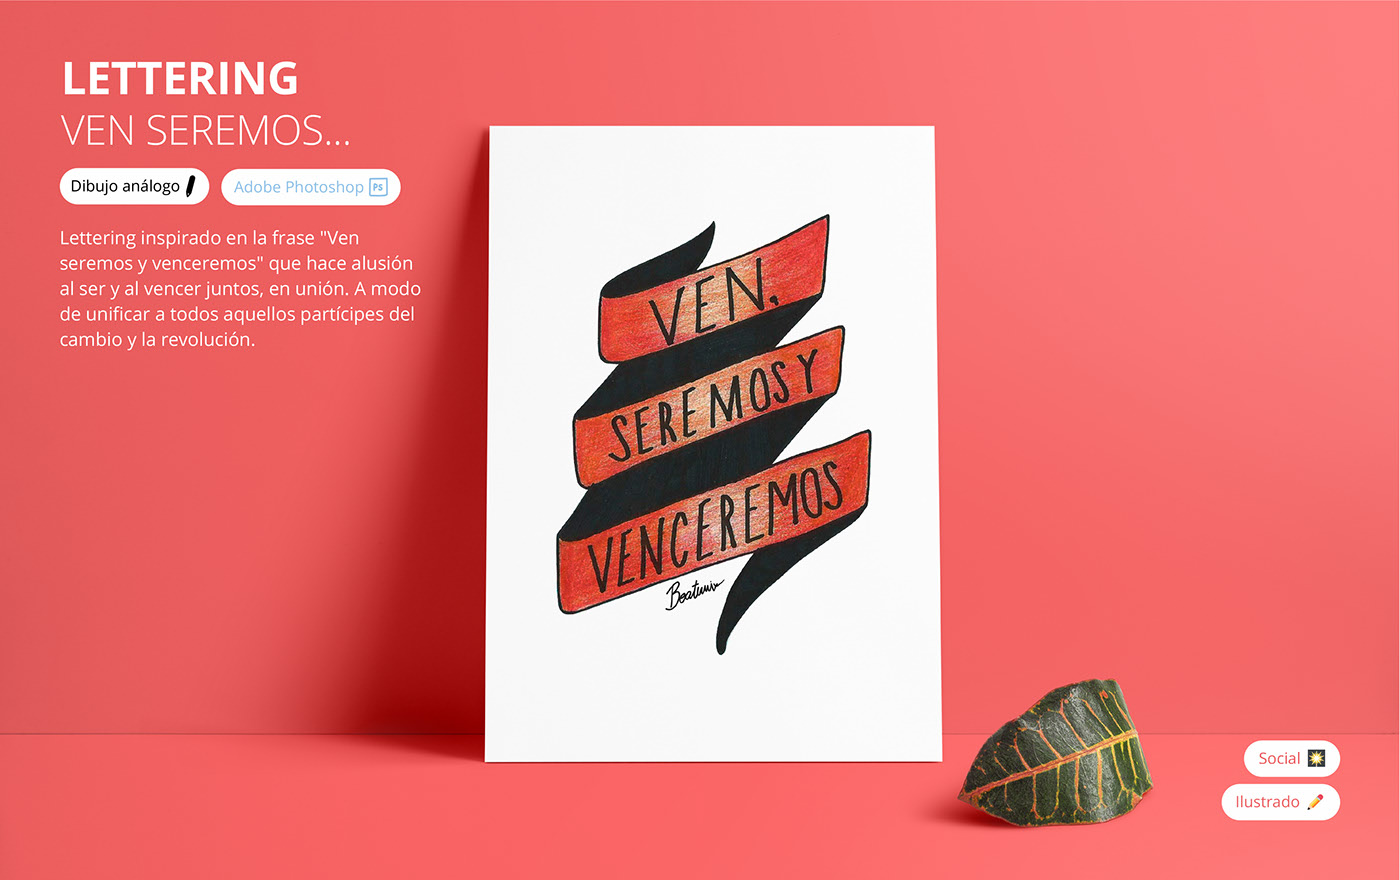 LETTERING
VEN SEREMOS...
Dibujo análogo
Adobe Photoshop PS
Lettering inspirado en la frase "Ven
seremos y venceremos" que hace alusión
al ser y al vencer juntos, en unión. A modo
de unificar a todos aquellos partícipes del
cambio y la revolución.
VEN,
SEREMOS Y
VENCEREMOS
Social
Ilustrado